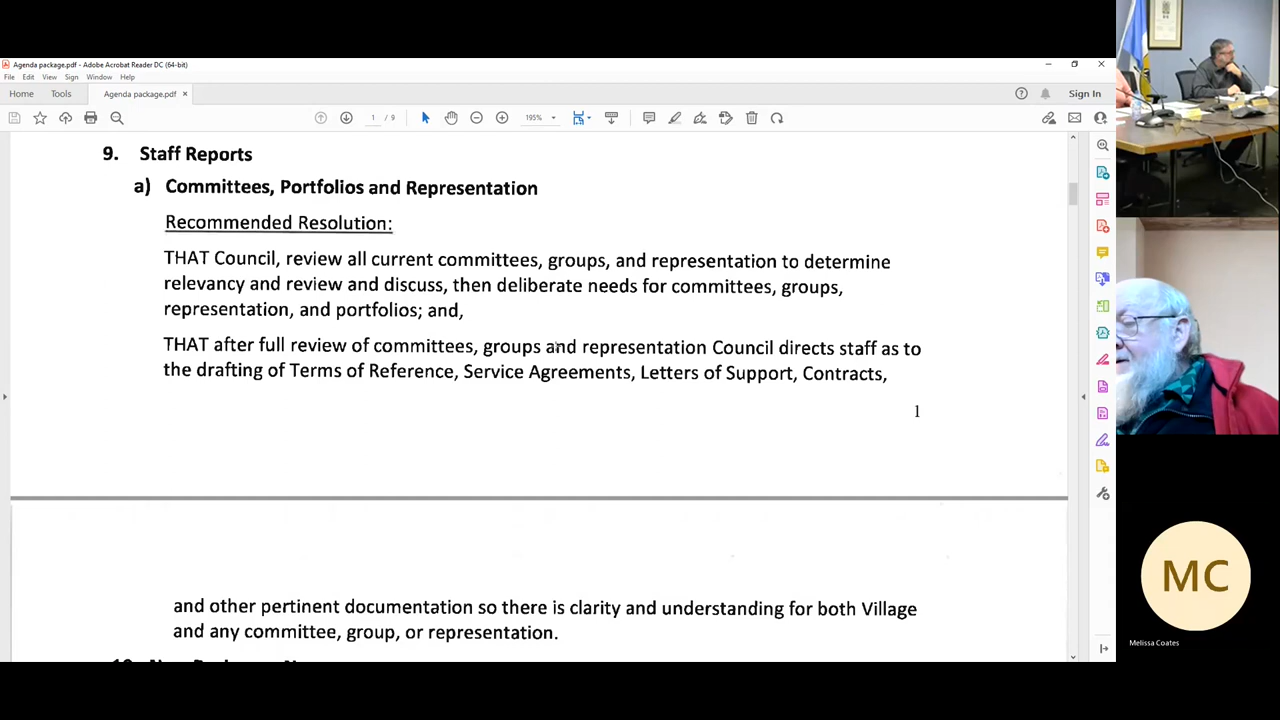 Agenda package.pdf - Adobe Acrobat Reader DC (64-bit)
File Edit View Sign Window Help
Home Tools Agenda package.pdf × Sign In
1 / 9 195%
9. Staff Reports
a) Committees, Portfolios and Representation
Recommended Resolution:
THAT Council, review all current committees, groups, and representation to determine
relevancy and review and discuss, then deliberate needs for committees, groups,
representation, and portfolios; and,
THAT after full review of committees, groups and representation Council directs staff as to
the drafting of Terms of Reference, Service Agreements, Letters of Support, Contracts,
1
and other pertinent documentation so there is clarity and understanding for both Village
and any committee, group, or representation.
MC
Melissa Coates